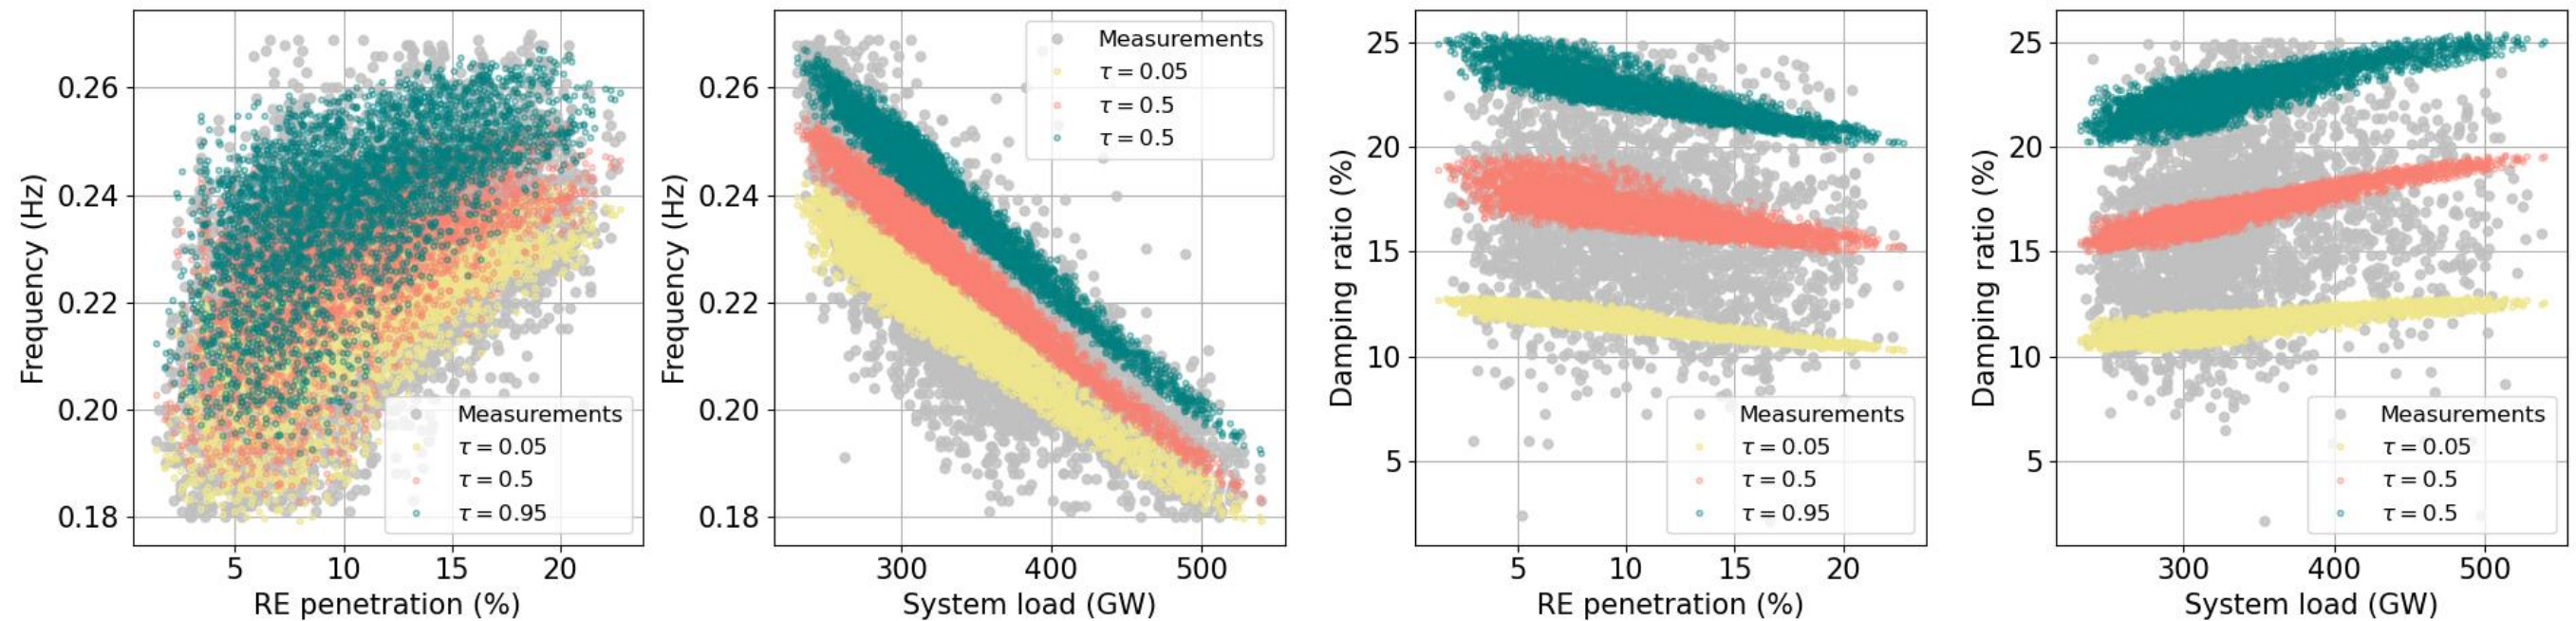 Frequency (Hz)
0.26
0.24
0.22
0.20
0.18
Measurements
τ = 0.05
τ = 0.5
τ = 0.95
5
10
15
20
RE penetration (%)
Frequency (Hz)
0.26
0.24
0.22
0.20
0.18
Measurements
τ = 0.05
τ = 0.5
τ = 0.5
300
400
500
System load (GW)
Damping ratio (%)
25
20
15
10
5
Measurements
τ = 0.05
τ = 0.5
τ = 0.95
5
10
15
20
RE penetration (%)
Damping ratio (%)
25
20
15
10
5
Measurements
τ = 0.05
τ = 0.5
τ = 0.5
300
400
500
System load (GW)